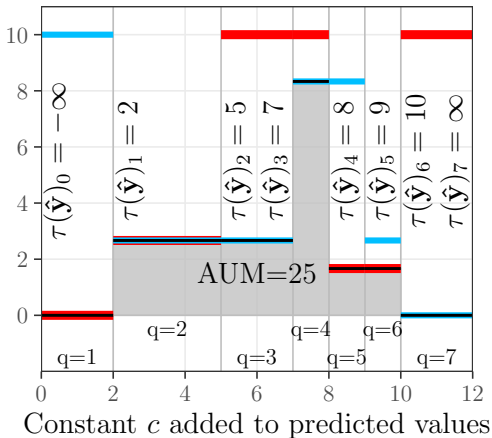 10
8
6
4
2
0
τ(ŷ)₀ = −∞
τ(ŷ)₁ = 2
τ(ŷ)₂ = 5
τ(ŷ)₃ = 7
τ(ŷ)₄ = 8
τ(ŷ)₅ = 9
τ(ŷ)₆ = 10
τ(ŷ)₇ = ∞
AUM=25
q=2
q=4
q=6
q=1
q=3
q=5
q=7
0 2 4 6 8 10 12
Constant c added to predicted values